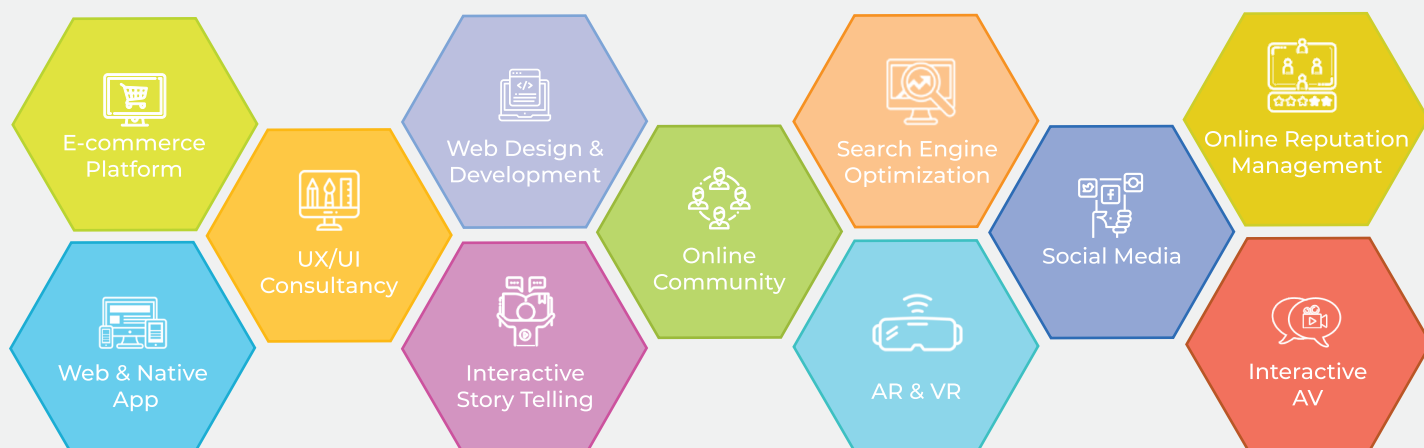 E-commerce
Platform
Web Design &
Development
Search Engine
Optimization
Online Reputation
Management
UX/UI
Consultancy
Online
Community
Social Media
Web & Native
App
Interactive
Story Telling
AR & VR
Interactive
AV